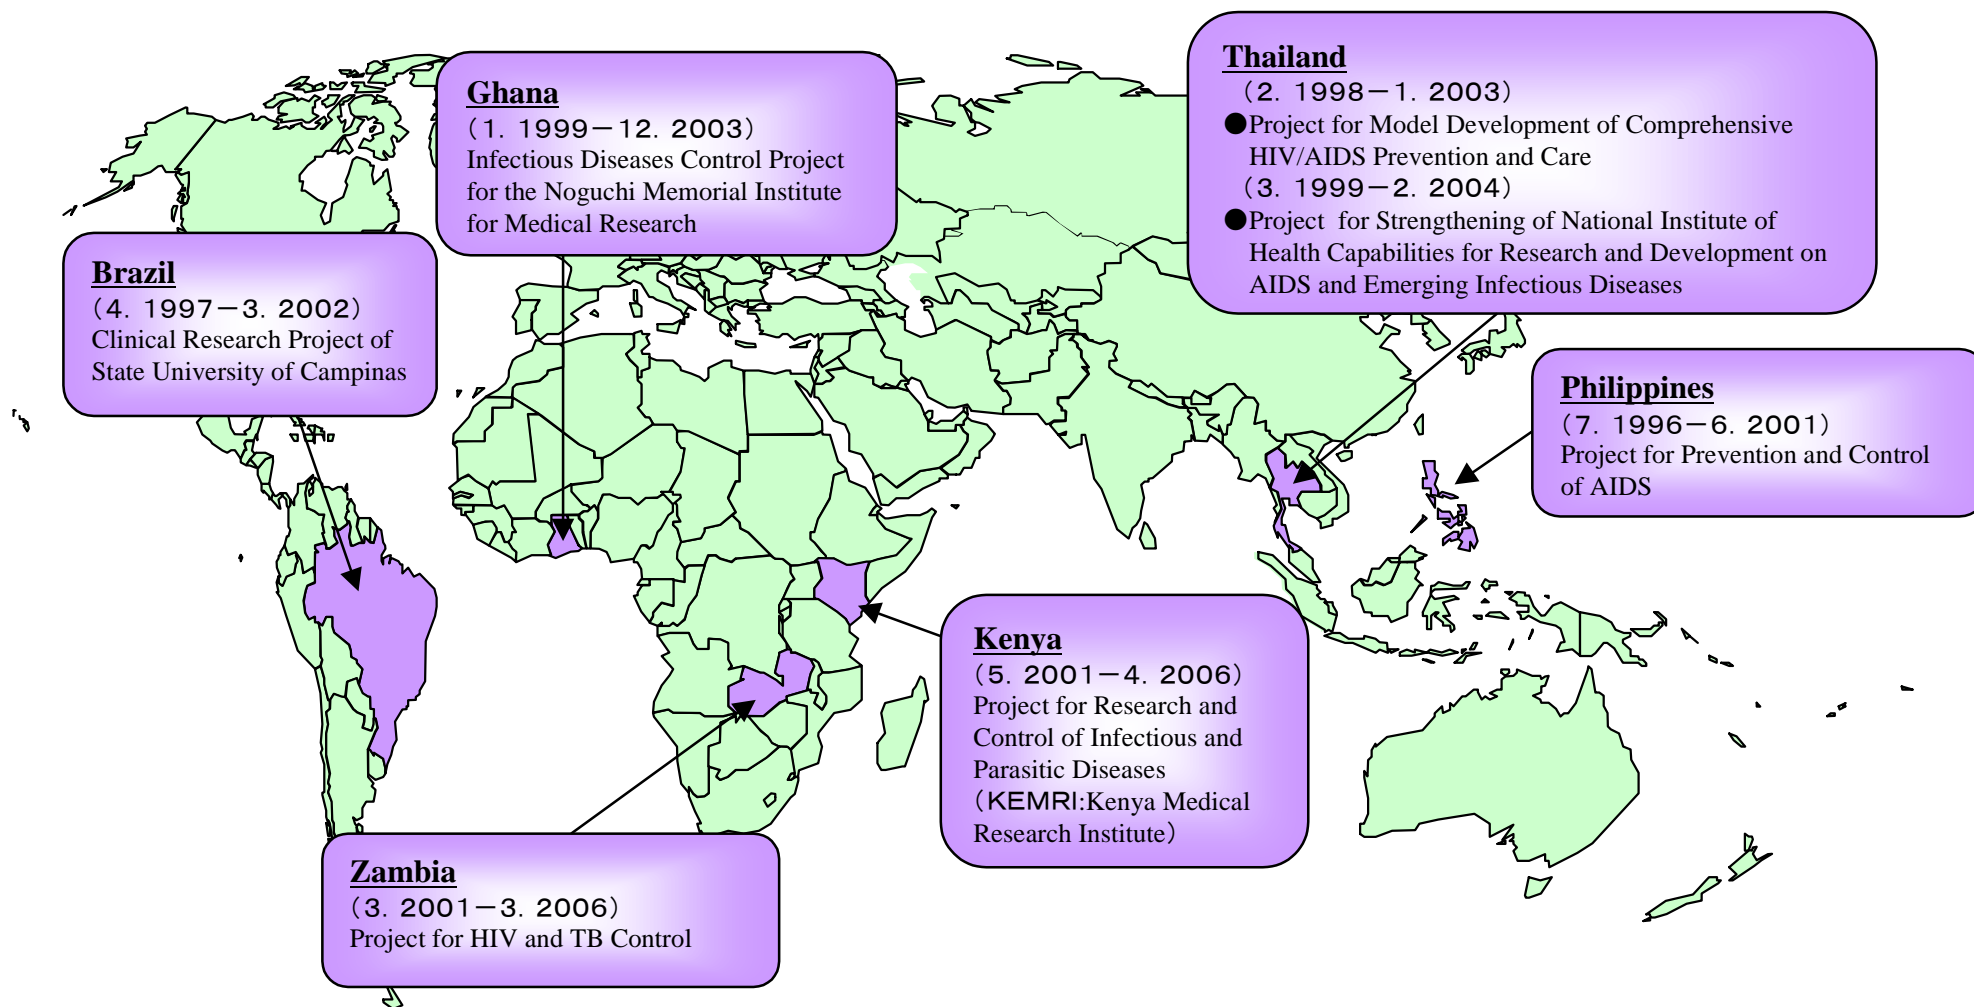 Ghana
(1. 1999－12. 2003)
Infectious Diseases Control Project
for the Noguchi Memorial Institute
for Medical Research
Thailand
(2. 1998－1. 2003)
●Project for Model Development of Comprehensive
HIV/AIDS Prevention and Care
(3. 1999－2. 2004)
●Project for Strengthening of National Institute of
Health Capabilities for Research and Development on
AIDS and Emerging Infectious Diseases
Brazil
(4. 1997－3. 2002)
Clinical Research Project of
State University of Campinas
Philippines
(7. 1996－6. 2001)
Project for Prevention and Control
of AIDS
Kenya
(5. 2001－4. 2006)
Project for Research and
Control of Infectious and
Parasitic Diseases
(KEMRI:Kenya Medical
Research Institute)
Zambia
(3. 2001－3. 2006)
Project for HIV and TB Control